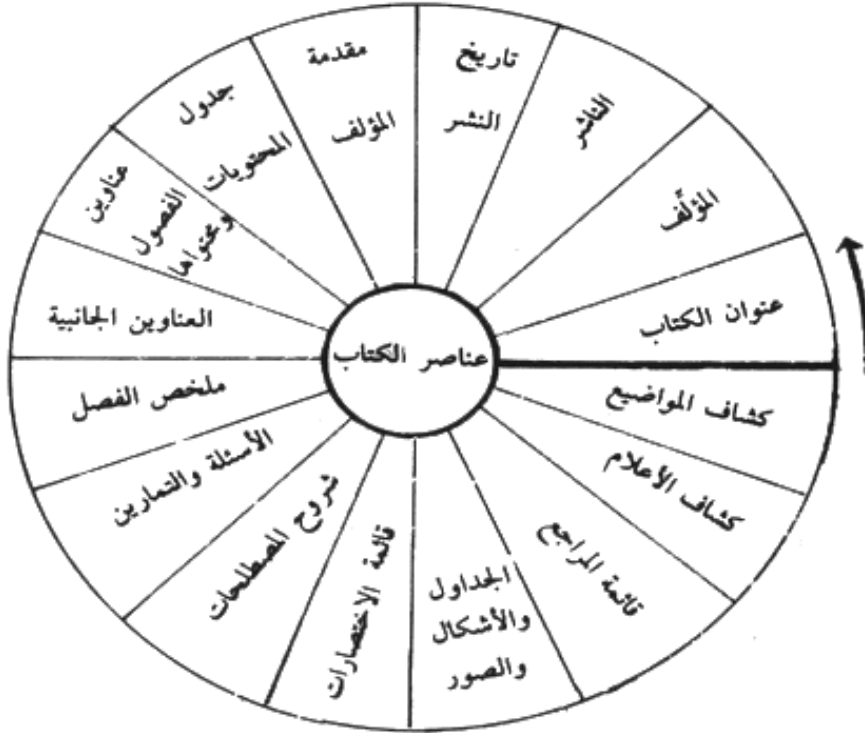 عناصر الكتاب
عنوان الكتاب
المؤلّف
الناشر
تاريخ
النشر
مقدمة
المؤلف
جدول
المحتويات
عناوين
الفصول
ومحتواها
العناوين الجانبية
ملخص الفصل
الأسئلة والتمارين
شروح المصطلحات
قائمة الاختصارات
الجداول
والأشكال
والصور
قائمة المراجع
كشاف الأعلام
كشاف المواضيع